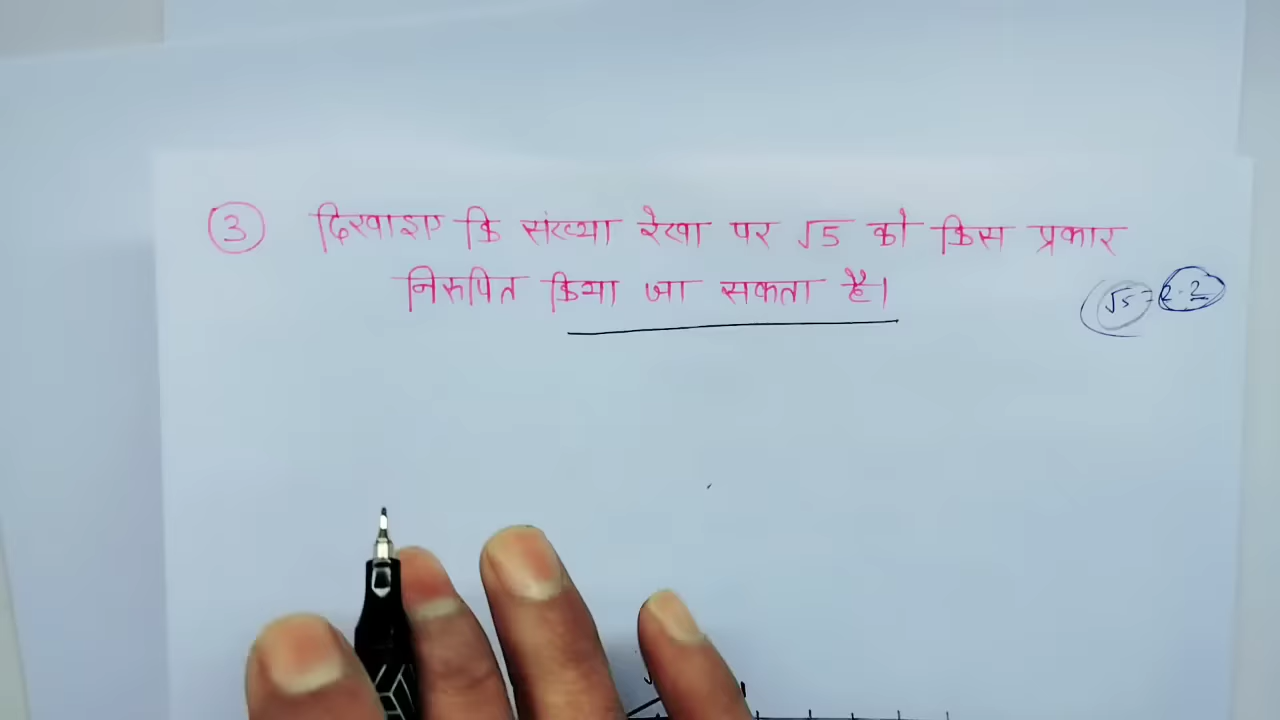 ③ दिखाइए कि संख्या रेखा पर √5 को किस प्रकार
निरुपित किया जा सकता है।
√5 = 2.2